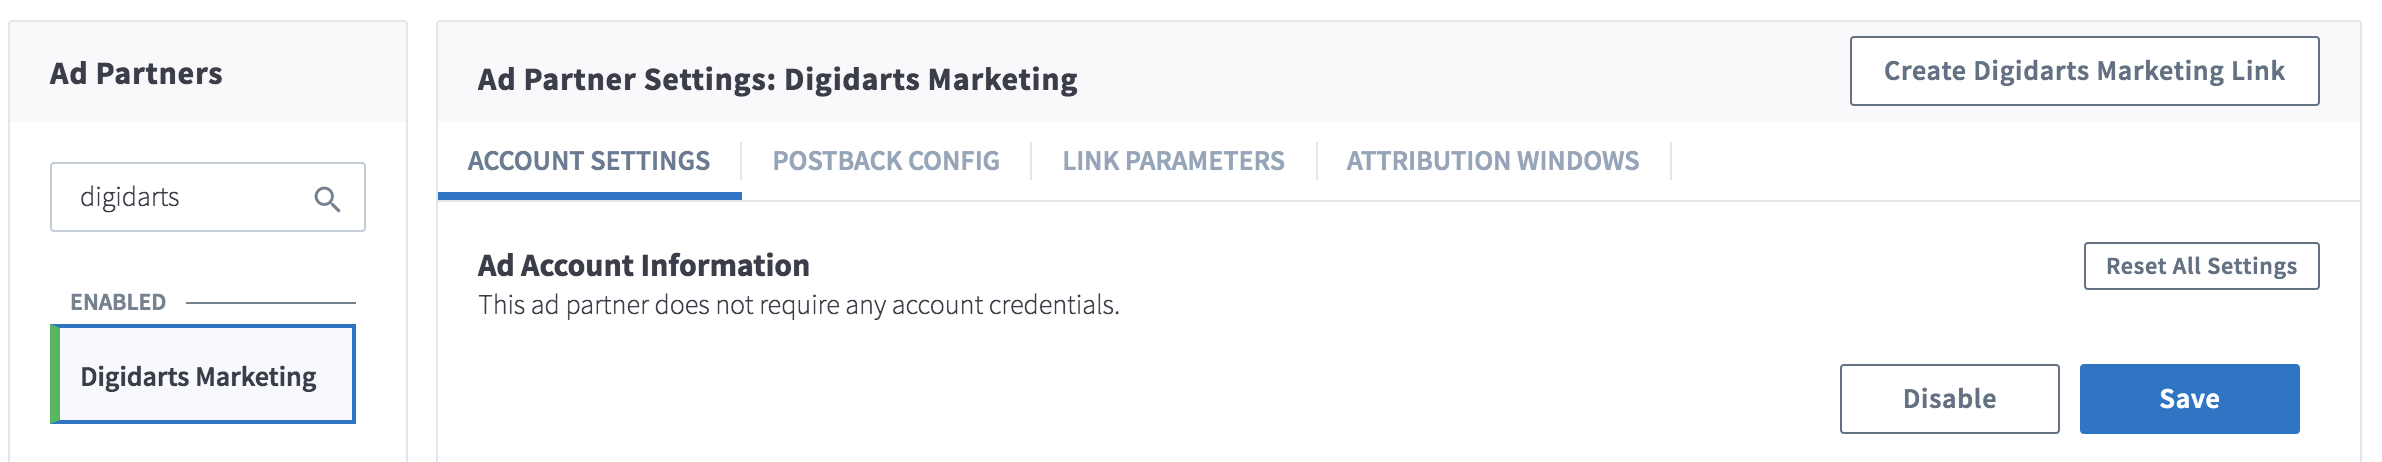 Ad Partners
digidarts
ENABLED
Digidarts Marketing
Ad Partner Settings: Digidarts Marketing
Create Digidarts Marketing Link
ACCOUNT SETTINGS
POSTBACK CONFIG
LINK PARAMETERS
ATTRIBUTION WINDOWS
Ad Account Information
Reset All Settings
This ad partner does not require any account credentials.
Disable
Save